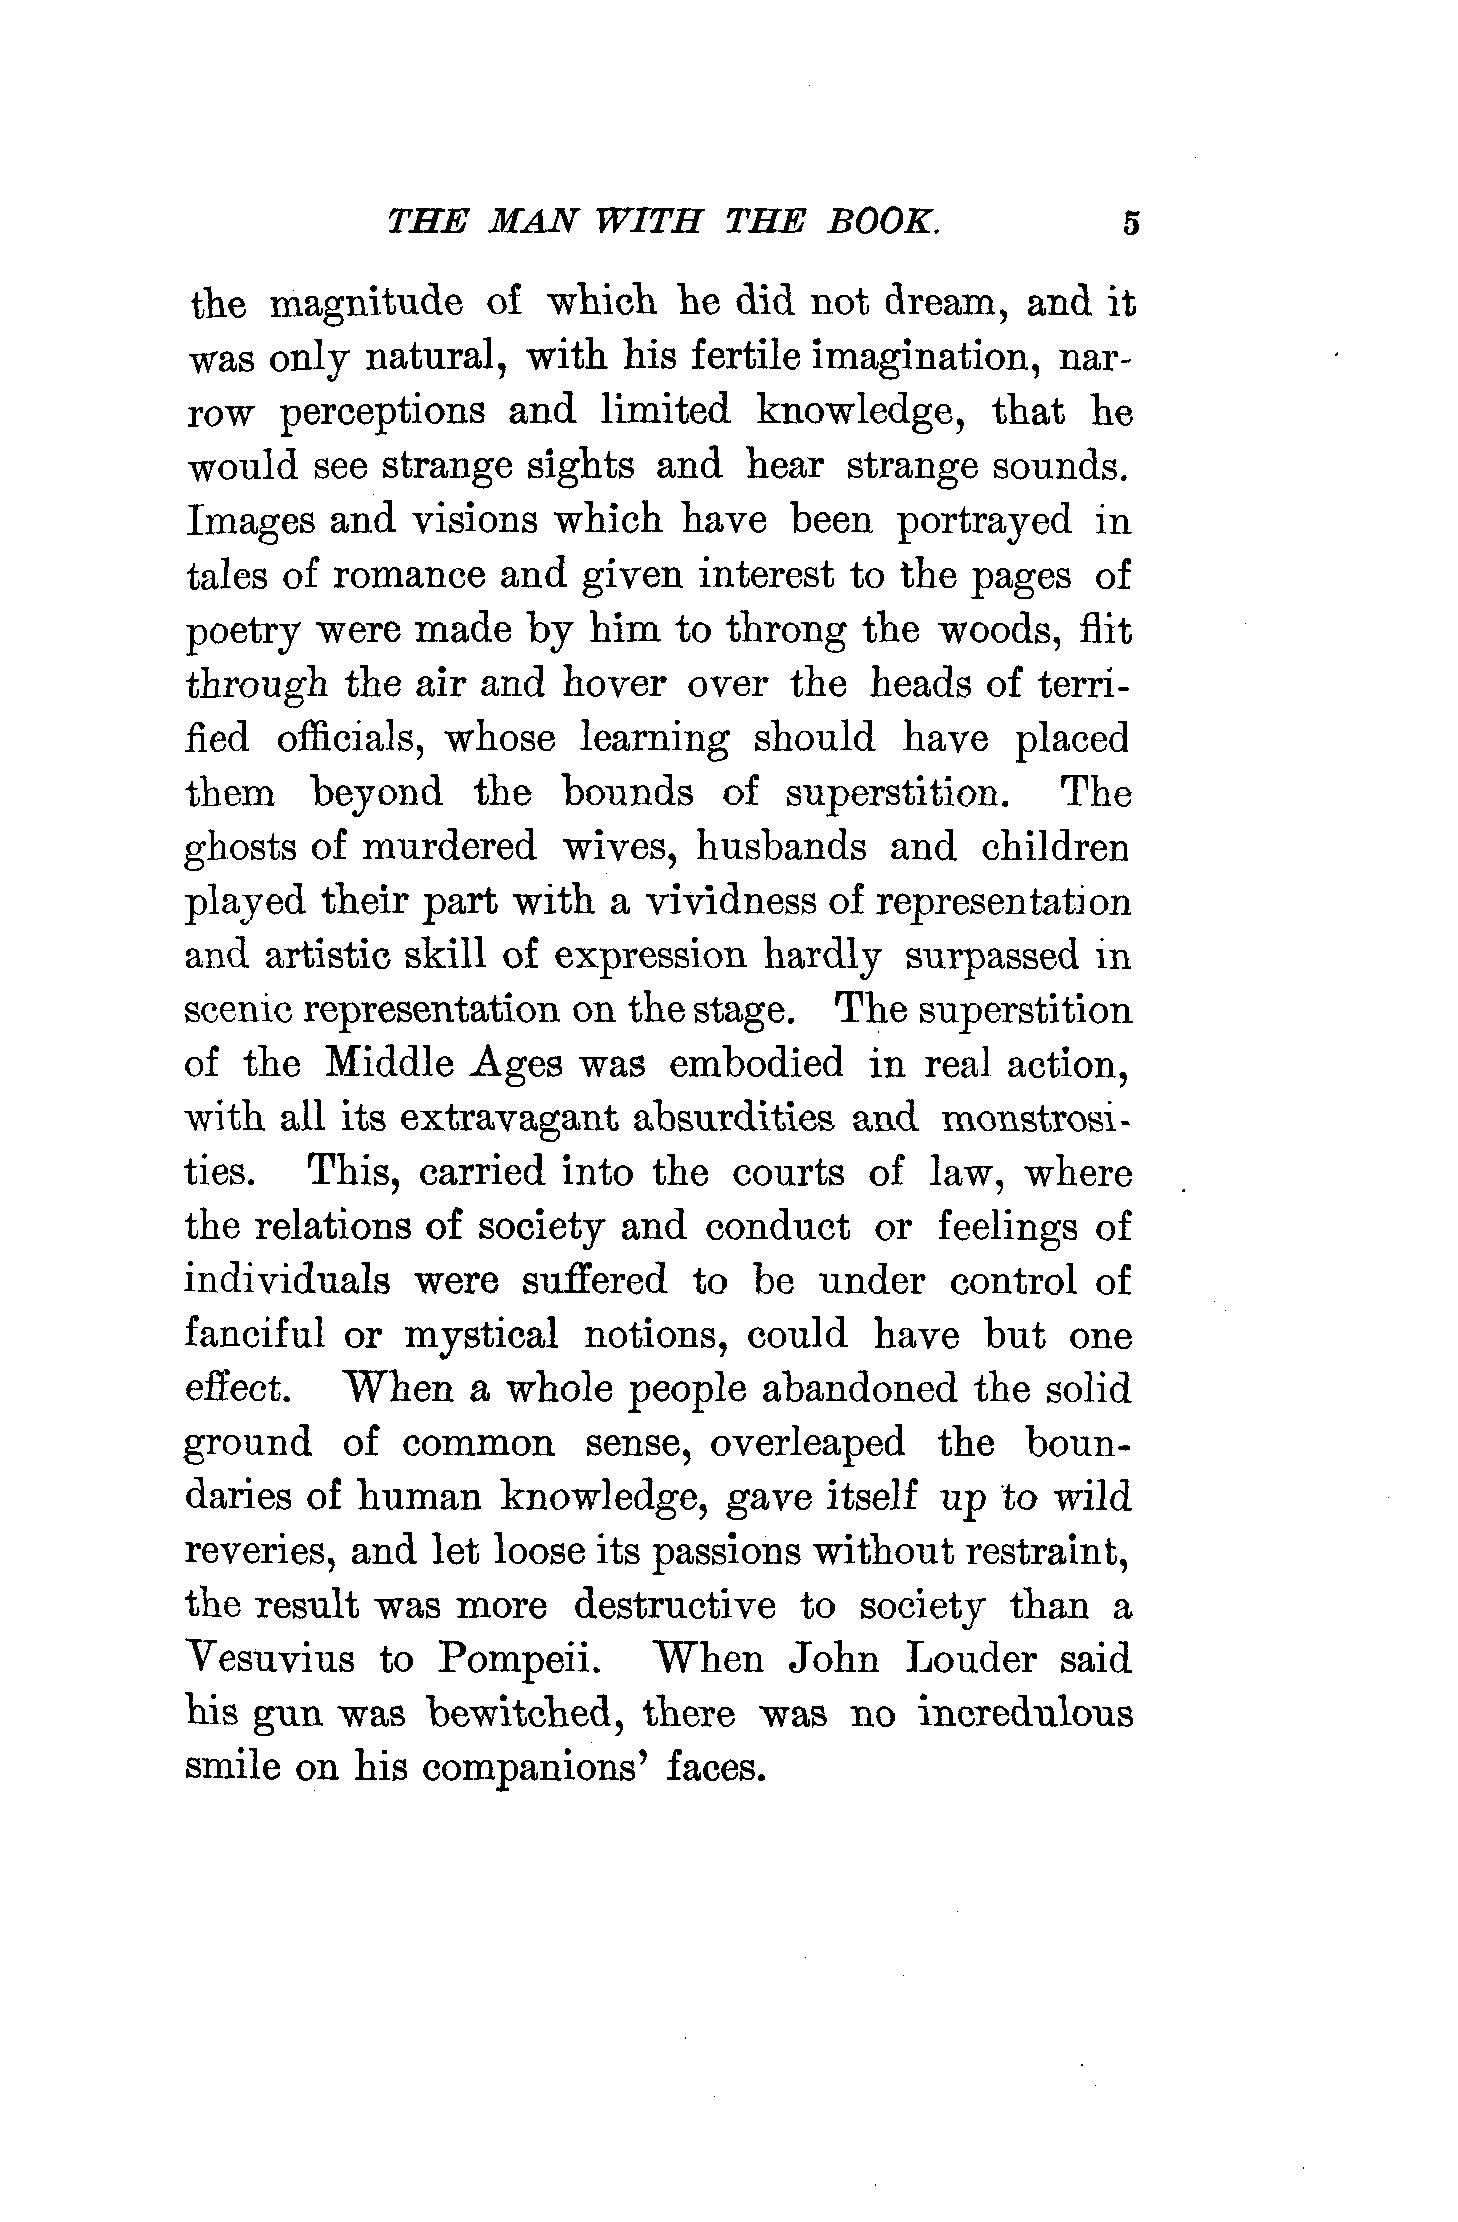 THE MAN WITH THE BOOK. 5
the magnitude of which he did not dream, and it
was only natural, with his fertile imagination, nar-
row perceptions and limited knowledge, that he
would see strange sights and hear strange sounds.
Images and visions which have been portrayed in
tales of romance and given interest to the pages of
poetry were made by him to throng the woods, flit
through the air and hover over the heads of terri-
fied officials, whose learning should have placed
them beyond the bounds of superstition. The
ghosts of murdered wives, husbands and children
played their part with a vividness of representation
and artistic skill of expression hardly surpassed in
scenic representation on the stage. The superstition
of the Middle Ages was embodied in real action,
with all its extravagant absurdities and monstrosi-
ties. This, carried into the courts of law, where
the relations of society and conduct or feelings of
individuals were suffered to be under control of
fanciful or mystical notions, could have but one
effect. When a whole people abandoned the solid
ground of common sense, overleaped the boun-
daries of human knowledge, gave itself up to wild
reveries, and let loose its passions without restraint,
the result was more destructive to society than a
Vesuvius to Pompeii. When John Louder said
his gun was bewitched, there was no incredulous
smile on his companions' faces.